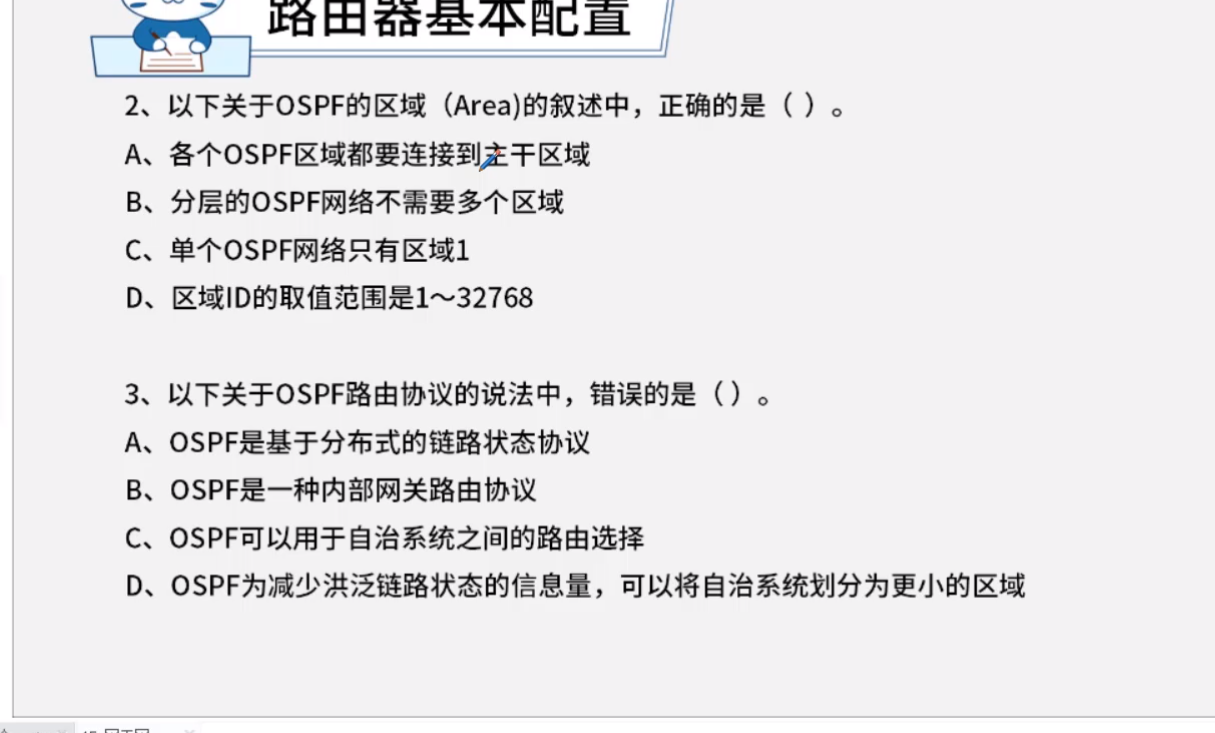 路由器基本配置
2、以下关于OSPF的区域（Area)的叙述中，正确的是（ ）。
A、各个OSPF区域都要连接到主干区域
B、分层的OSPF网络不需要多个区域
C、单个OSPF网络只有区域1
D、区域ID的取值范围是1～32768
3、以下关于OSPF路由协议的说法中，错误的是（ ）。
A、OSPF是基于分布式的链路状态协议
B、OSPF是一种内部网关路由协议
C、OSPF可以用于自治系统之间的路由选择
D、OSPF为减少洪泛链路状态的信息量，可以将自治系统划分为更小的区域